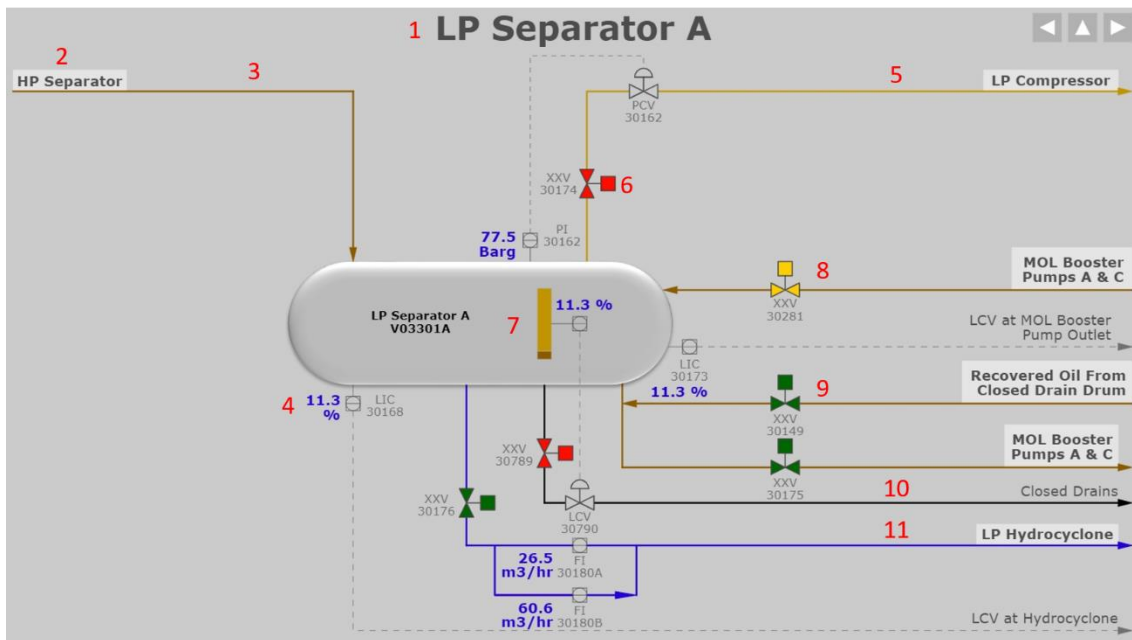 1 LP Separator A
2
HP Separator
3
5
LP Compressor
PCV
30162
XXV
30174
6
77.5
Barg
PI
30162
8
MOL Booster
Pumps A & C
XXV
30281
LP Separator A
V03301A
7
11.3 %
LCV at MOL Booster
Pump Outlet
LIC
30173
11.3 %
9
Recovered Oil From
Closed Drain Drum
XXV
30149
4
11.3
%
LIC
30168
MOL Booster
Pumps A & C
XXV
30175
XXV
30789
10
Closed Drains
XXV
30176
LCV
30790
11
LP Hydrocyclone
26.5
m3/hr
FI
30180A
60.6
m3/hr
FI
30180B
LCV at Hydrocyclone